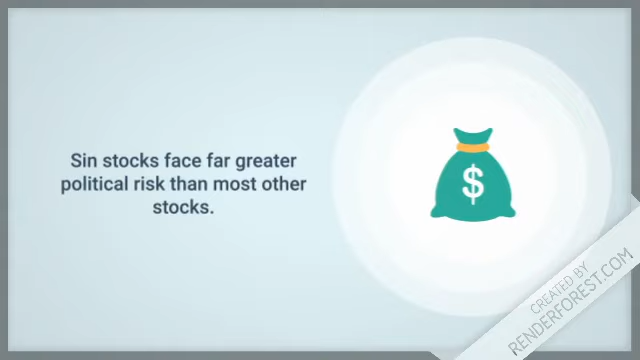 Sin stocks face far greater
political risk than most other
stocks.
$
CREATED BY
RENDERFOREST.COM